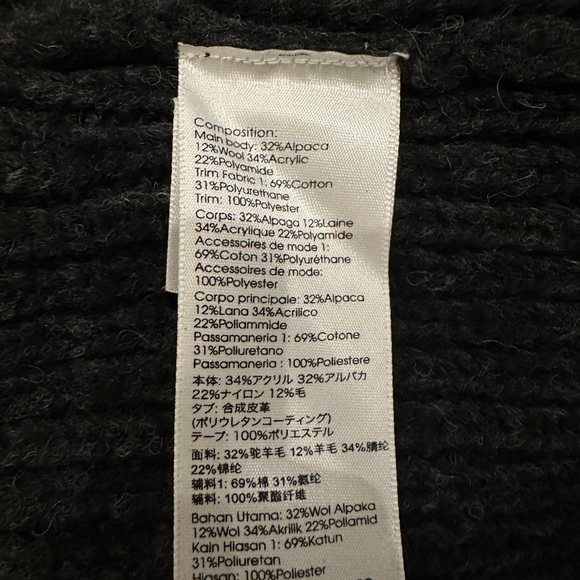 Composition:
Main body: 32%Alpaca
12%Wool 34%Acrylic
22%Polyamide
Trim Fabric 1: 69%Cotton
31%Polyurethane
Trim: 100%Polyester
Corps: 32%Alpaga 12%Laine
34%Acrylique 22%Polyamide
Accessoires de mode 1:
69%Coton 31%Polyuréthane
Accessoires de mode:
100%Polyester
Corpo principale: 32%Alpaca
12%Lana 34%Acrilico
22%Poliammide
Passamaneria 1: 69%Cotone
31%Poliuretano
Passamaneria : 100%Poliestere
本体: 34%アクリル 32%アルパカ
22%ナイロン 12%毛
タブ: 合成皮革
(ポリウレタンコーティング)
テープ: 100%ポリエステル
面料: 32%驼羊毛 12%羊毛 34%腈纶
22%锦纶
辅料1: 69%棉 31%氨纶
辅料: 100%聚酯纤维
Bahan Utama: 32%Wol Alpaka
12%Wol 34%Akrilik 22%Poliamid
Kain Hiasan 1: 69%Katun
31%Poliuretan
Hiasan: 100%Poliester